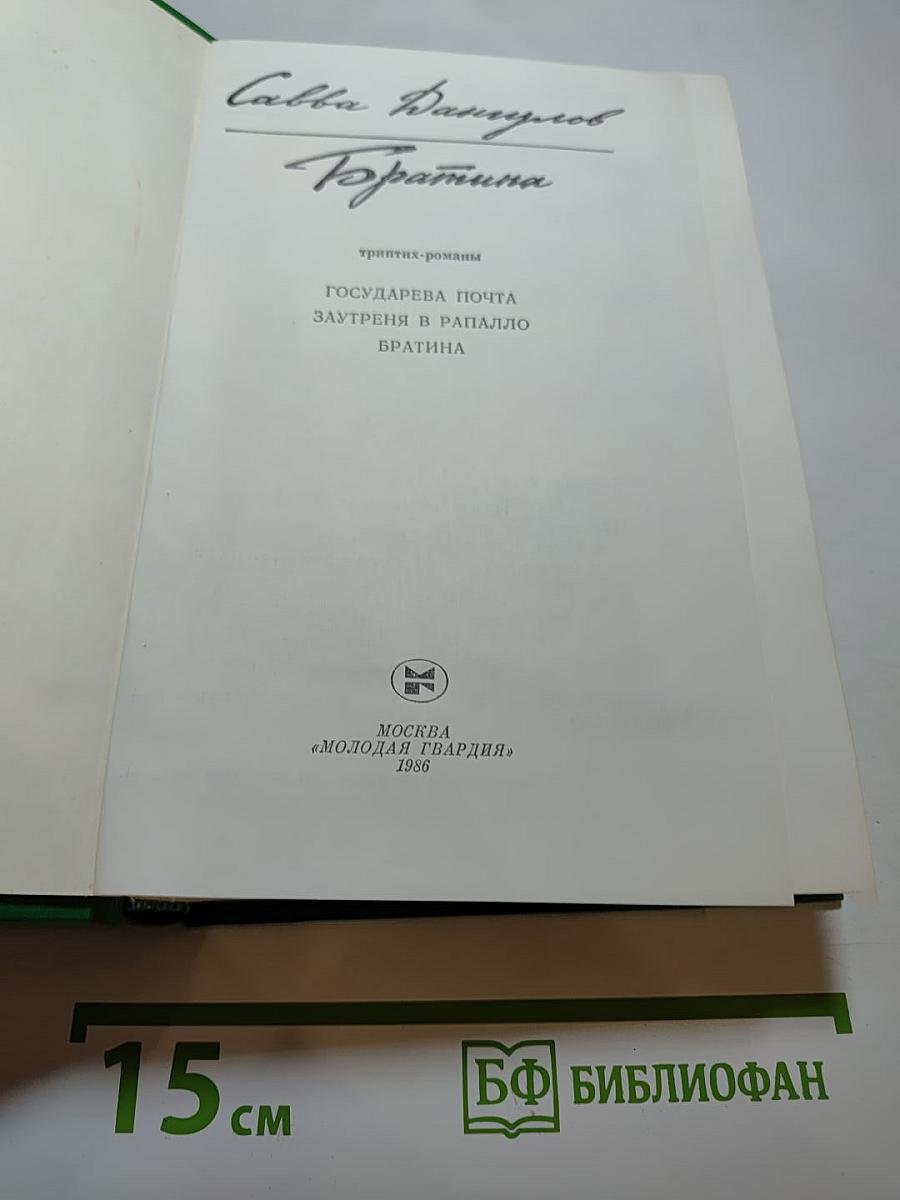 Савва Дангулов
Братина
триптих-романы
ГОСУДАРЕВА ПОЧТА
ЗАУТРЕНЯ В РАПАЛЛО
БРАТИНА
МОСКВА
«МОЛОДАЯ ГВАРДИЯ»
1986
15 см
БФ БИБЛИОФАН